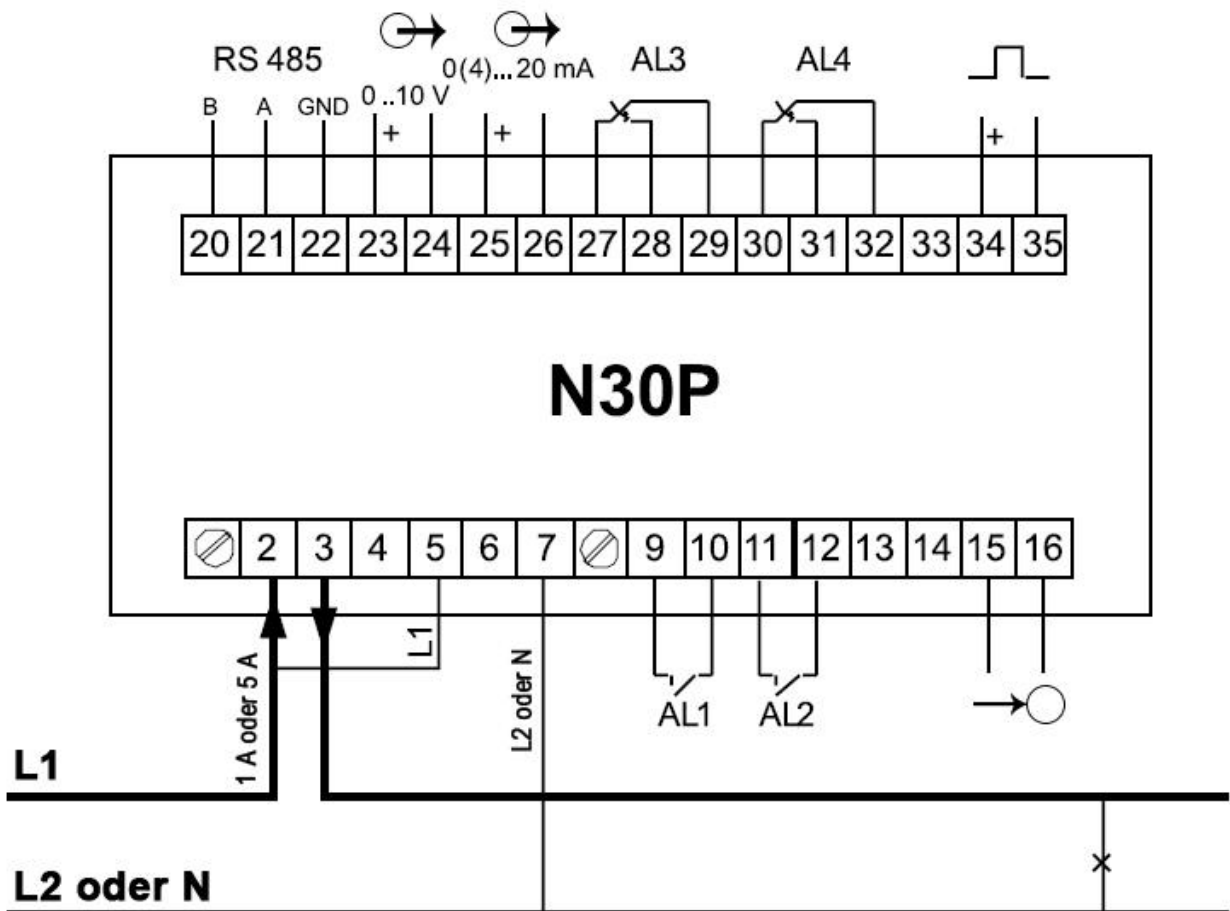 RS 485
0(4)... 20 mA
AL3
AL4
B A GND 0 ..10 V
+ + +
20 21 22 23 24 25 26 27 28 29 30 31 32 33 34 35
N30P
2 3 4 5 6 7 9 10 11 12 13 14 15 16
1 A oder 5 A
L1
L2 oder N
AL1
AL2
L1
L2 oder N